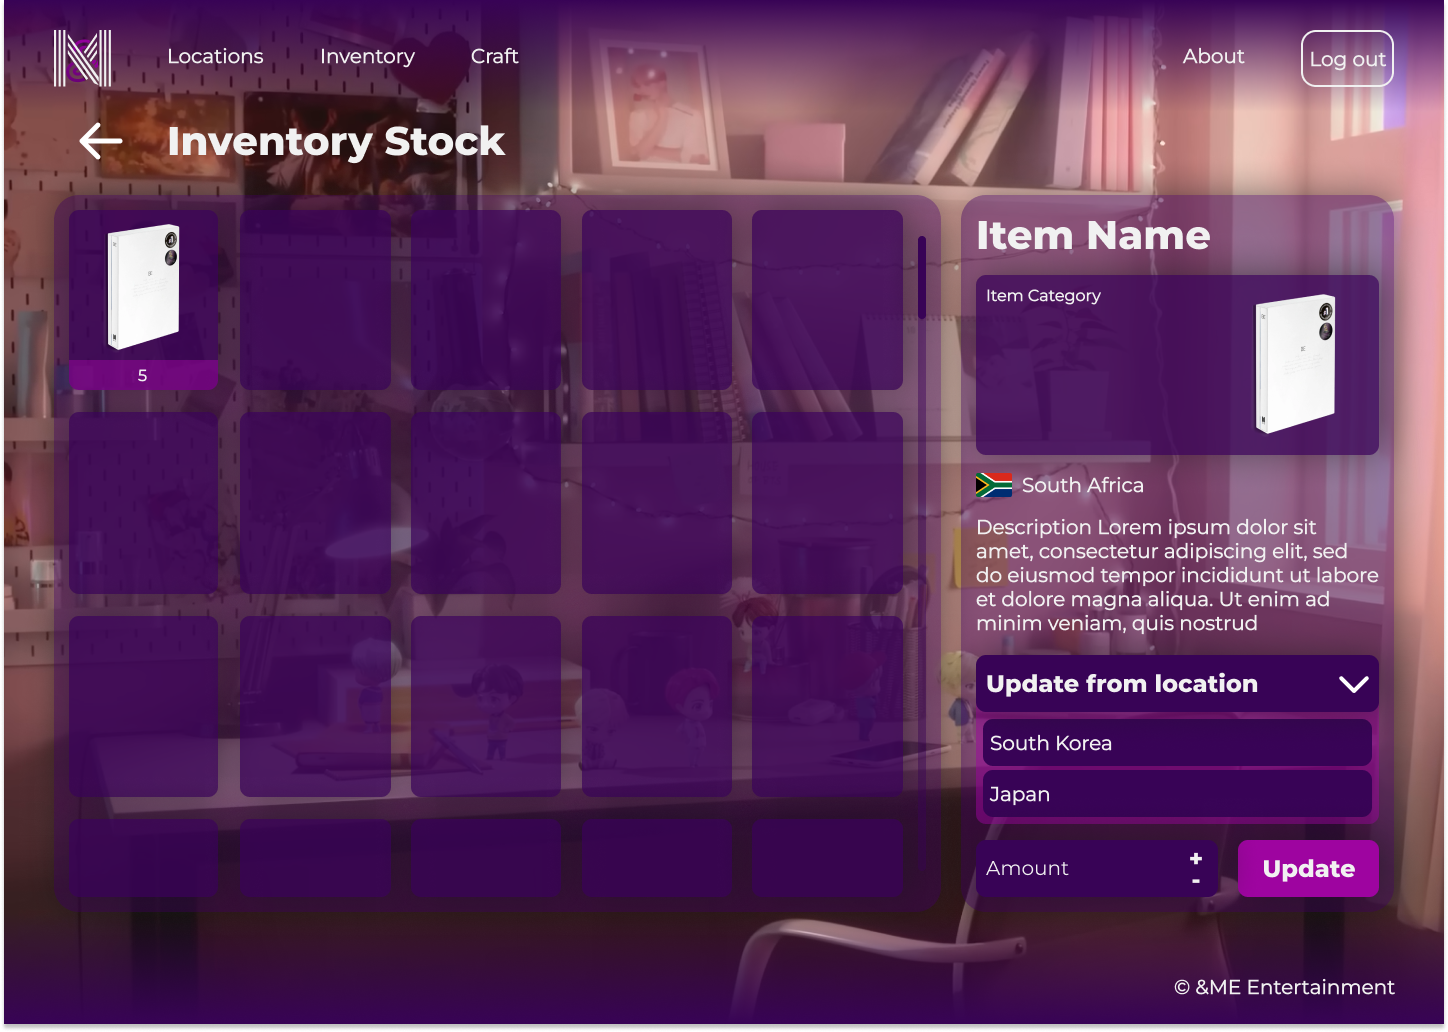 Locations
Inventory
Craft
About
Log out
Inventory Stock
5
Item Name
Item Category
South Africa
Description Lorem ipsum dolor sit
amet, consectetur adipiscing elit, sed
do eiusmod tempor incididunt ut labore
et dolore magna aliqua. Ut enim ad
minim veniam, quis nostrud
Update from location
South Korea
Japan
Amount
+
-
Update
© &ME Entertainment